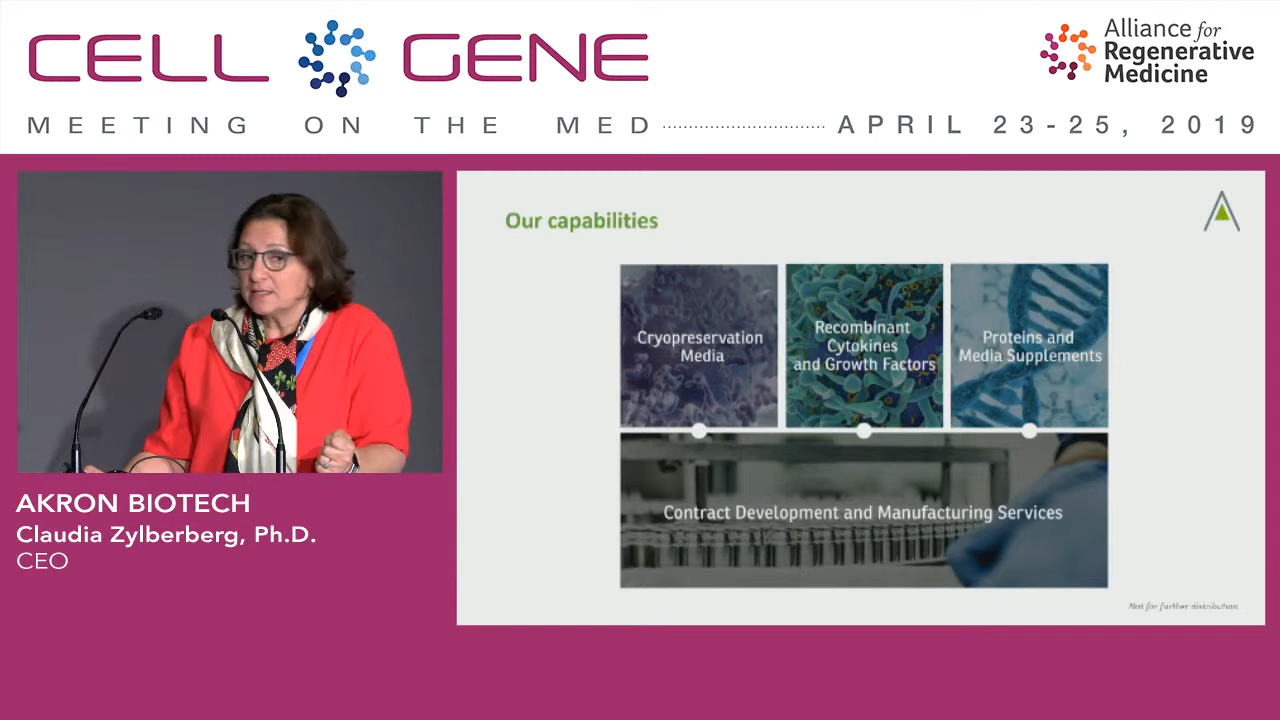 CELL GENE
Alliance for
Regenerative
Medicine
MEETING ON THE MED
APRIL 23-25, 2019
Our capabilities
Cryopreservation
Media
Recombinant
Cytokines
and Growth Factors
Proteins and
Media Supplements
Contract Development and Manufacturing Services
Not for further distribution
AKRON BIOTECH
Claudia Zylberberg, Ph.D.
CEO